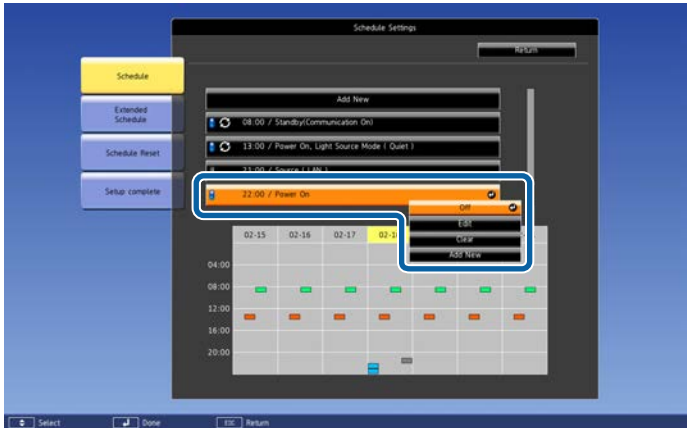 Schedule Settings
Return
Schedule
Extended
Schedule
Schedule Reset
Setup complete
Add New
08:00 / Standby(Communication On)
13:00 / Power On, Light Source Mode ( Quiet )
21:00 / Source ( LAN )
22:00 / Power On
Off
Edit
Clear
Add New
02-15 02-16 02-17
04:00
08:00
12:00
16:00
20:00
Select
Done
Esc Return